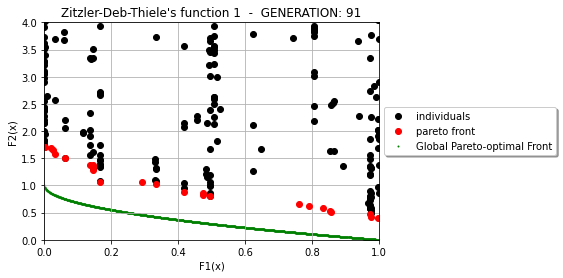 Zitzler-Deb-Thiele's function 1 - GENERATION: 91
4.0
3.5
3.0
2.5
2.0
1.5
1.0
0.5
0.0
F2(x)
0.0 0.2 0.4 0.6 0.8 1.0
F1(x)
individuals
pareto front
Global Pareto-optimal Front